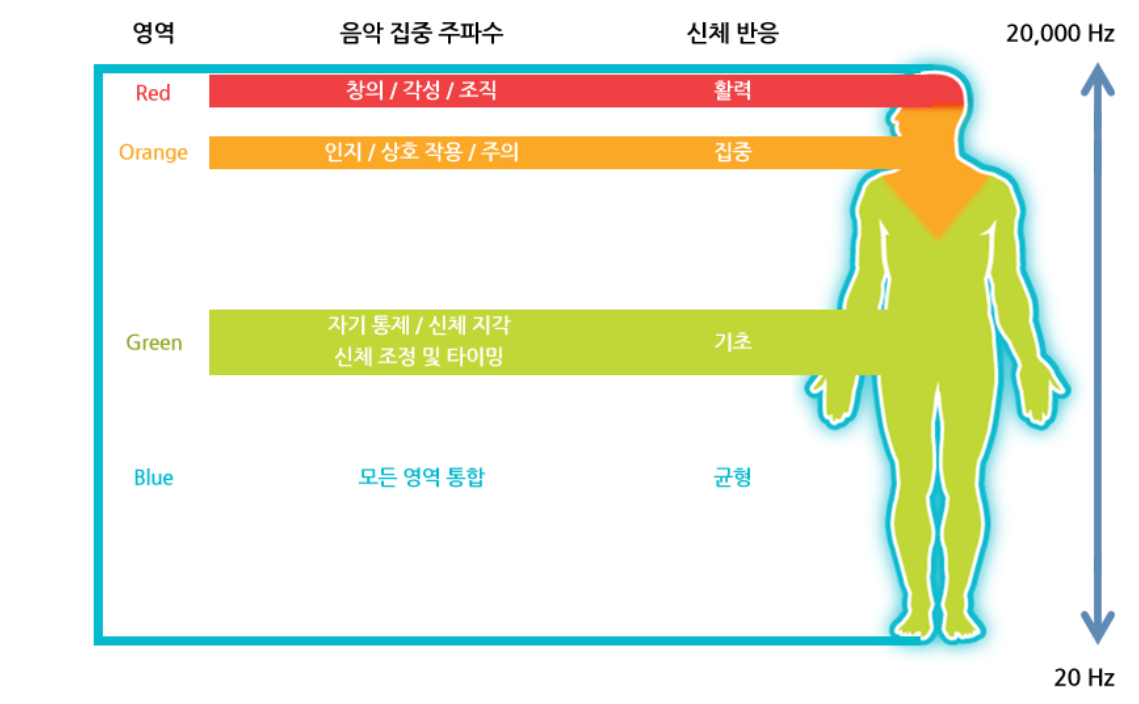 영역 음악 집중 주파수 신체 반응 20,000 Hz
Red 창의 / 각성 / 조직 활력
Orange 인지 / 상호 작용 / 주의 집중
자기 통제 / 신체 지각
Green 기초
신체 조정 및 타이밍
Blue 모든 영역 통합 균형
20 Hz